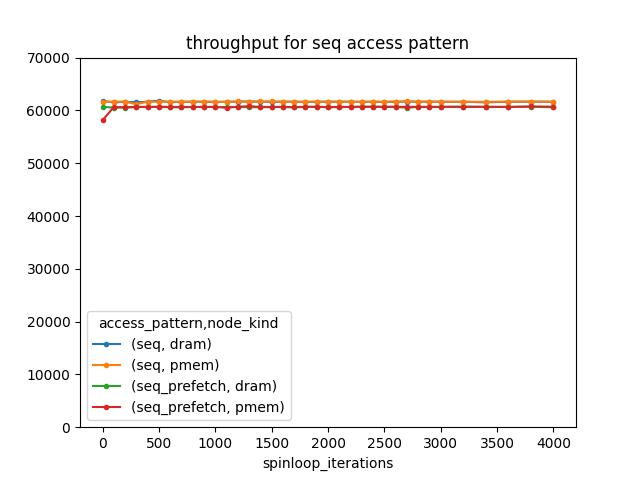 throughput for seq access pattern
70000
60000
50000
40000
30000
20000
10000
0
access_pattern,node_kind
(seq, dram)
(seq, pmem)
(seq_prefetch, dram)
(seq_prefetch, pmem)
0 500 1000 1500 2000 2500 3000 3500 4000
spinloop_iterations